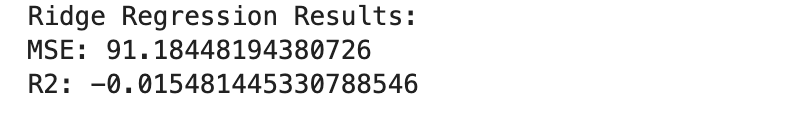 Ridge Regression Results:
MSE: 91.18448194380726
R2: -0.015481445330788546